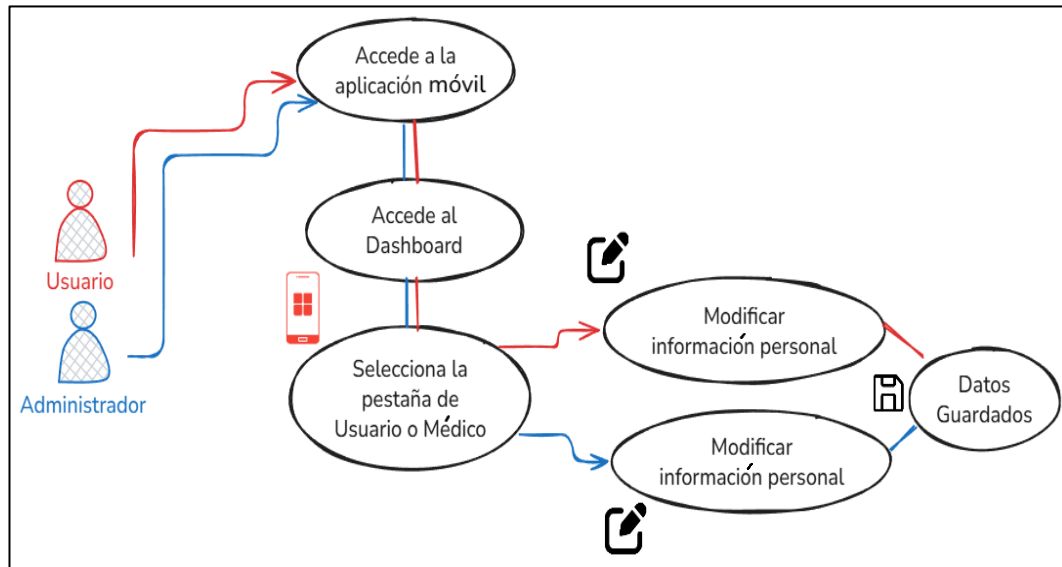 Accede a la
aplicación móvil
Usuario
Administrador
Accede al
Dashboard
Selecciona la
pestaña de
Usuario o Médico
Modificar
información personal
Modificar
información personal
Datos
Guardados